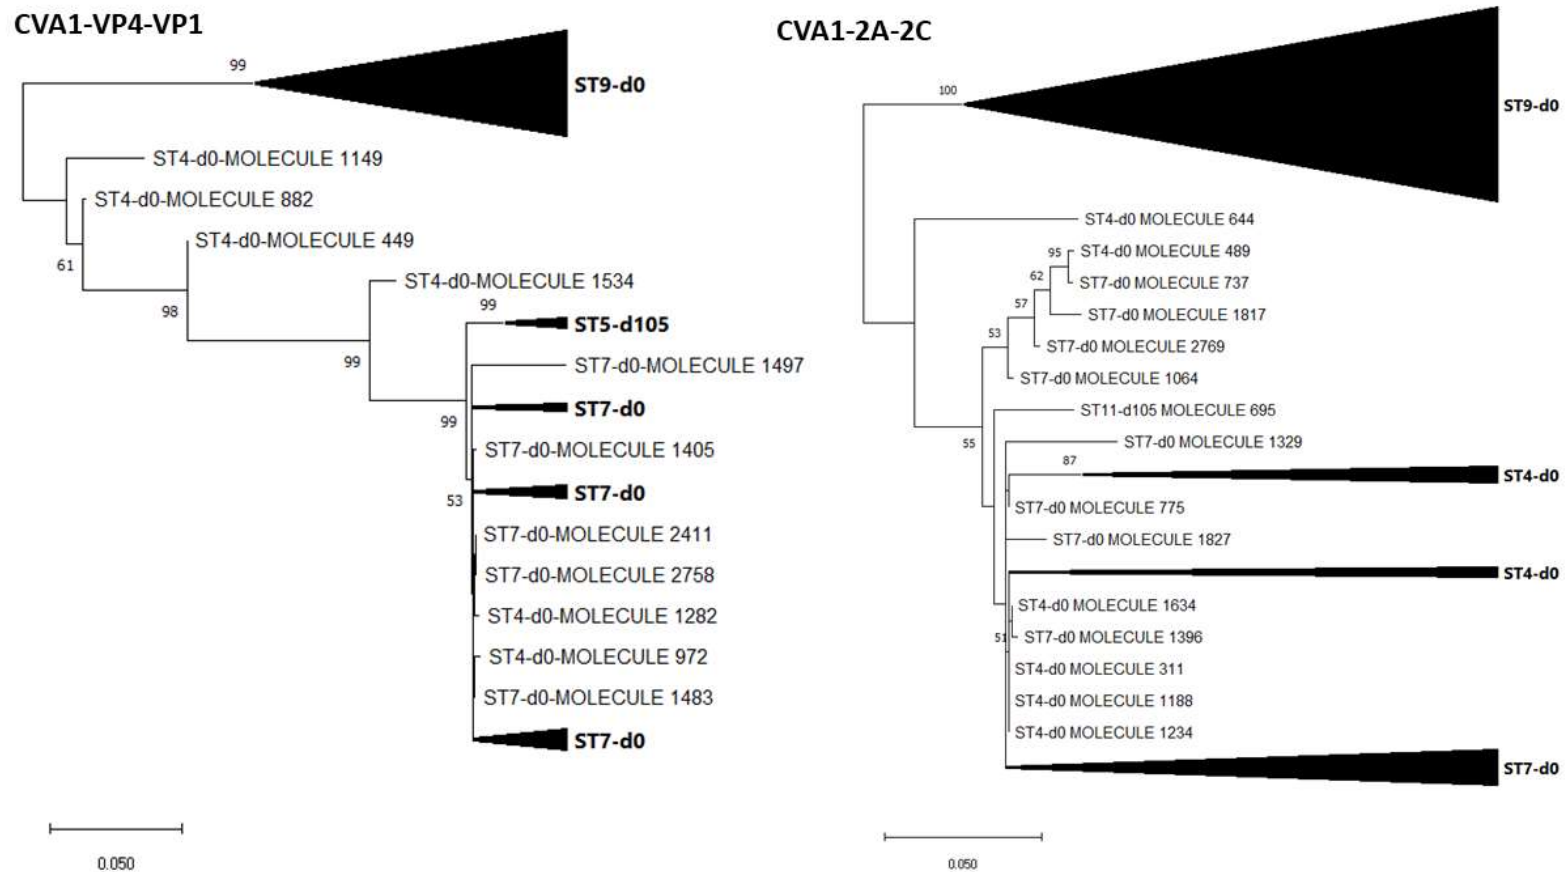 CVA1-VP4-VP1
99
ST9-d0
ST4-d0-MOLECULE 1149
ST4-d0-MOLECULE 882
ST4-d0-MOLECULE 449
61
ST4-d0-MOLECULE 1534
98
99
ST5-d105
99
ST7-d0-MOLECULE 1497
ST7-d0
99
ST7-d0-MOLECULE 1405
ST7-d0
53
ST7-d0-MOLECULE 2411
ST7-d0-MOLECULE 2758
ST4-d0-MOLECULE 1282
ST4-d0-MOLECULE 972
ST7-d0-MOLECULE 1483
ST7-d0
0.050
CVA1-2A-2C
100
ST9-d0
ST4-d0 MOLECULE 644
95
ST4-d0 MOLECULE 489
62
ST7-d0 MOLECULE 737
57
ST7-d0 MOLECULE 1817
53
ST7-d0 MOLECULE 2769
ST7-d0 MOLECULE 1064
ST11-d105 MOLECULE 695
55
ST7-d0 MOLECULE 1329
87
ST4-d0
ST7-d0 MOLECULE 775
ST7-d0 MOLECULE 1827
ST4-d0
ST4-d0 MOLECULE 1634
51
ST7-d0 MOLECULE 1396
ST4-d0 MOLECULE 311
ST4-d0 MOLECULE 1188
ST4-d0 MOLECULE 1234
ST7-d0
0.050